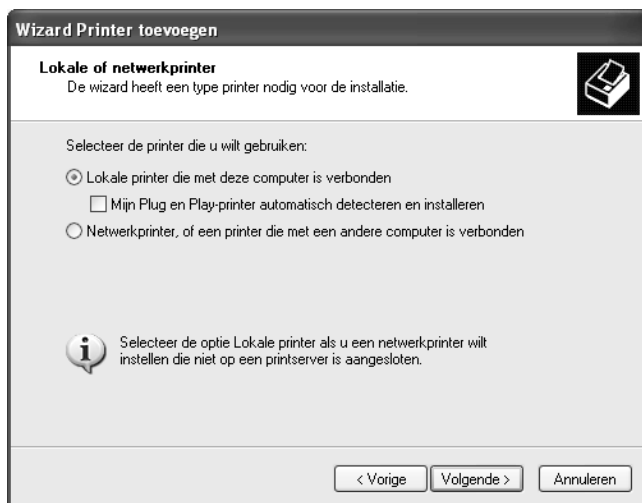 Wizard Printer toevoegen
Lokale of netwerkprinter
De wizard heeft een type printer nodig voor de installatie.
Selecteer de printer die u wilt gebruiken:
Lokale printer die met deze computer is verbonden
Mijn Plug en Play-printer automatisch detecteren en installeren
Netwerkprinter, of een printer die met een andere computer is verbonden
Selecteer de optie Lokale printer als u een netwerkprinter wilt
instellen die niet op een printserver is aangesloten.
< Vorige
Volgende >
Annuleren